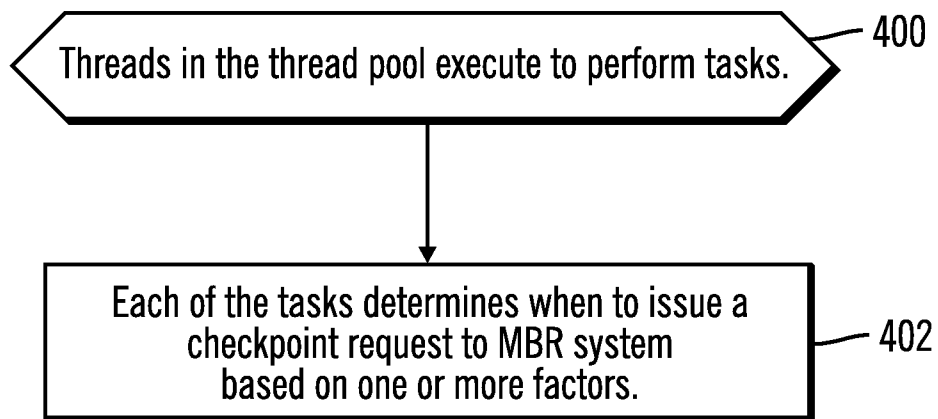 Threads in the thread pool execute to perform tasks.
400
Each of the tasks determines when to issue a
checkpoint request to MBR system
based on one or more factors.
402